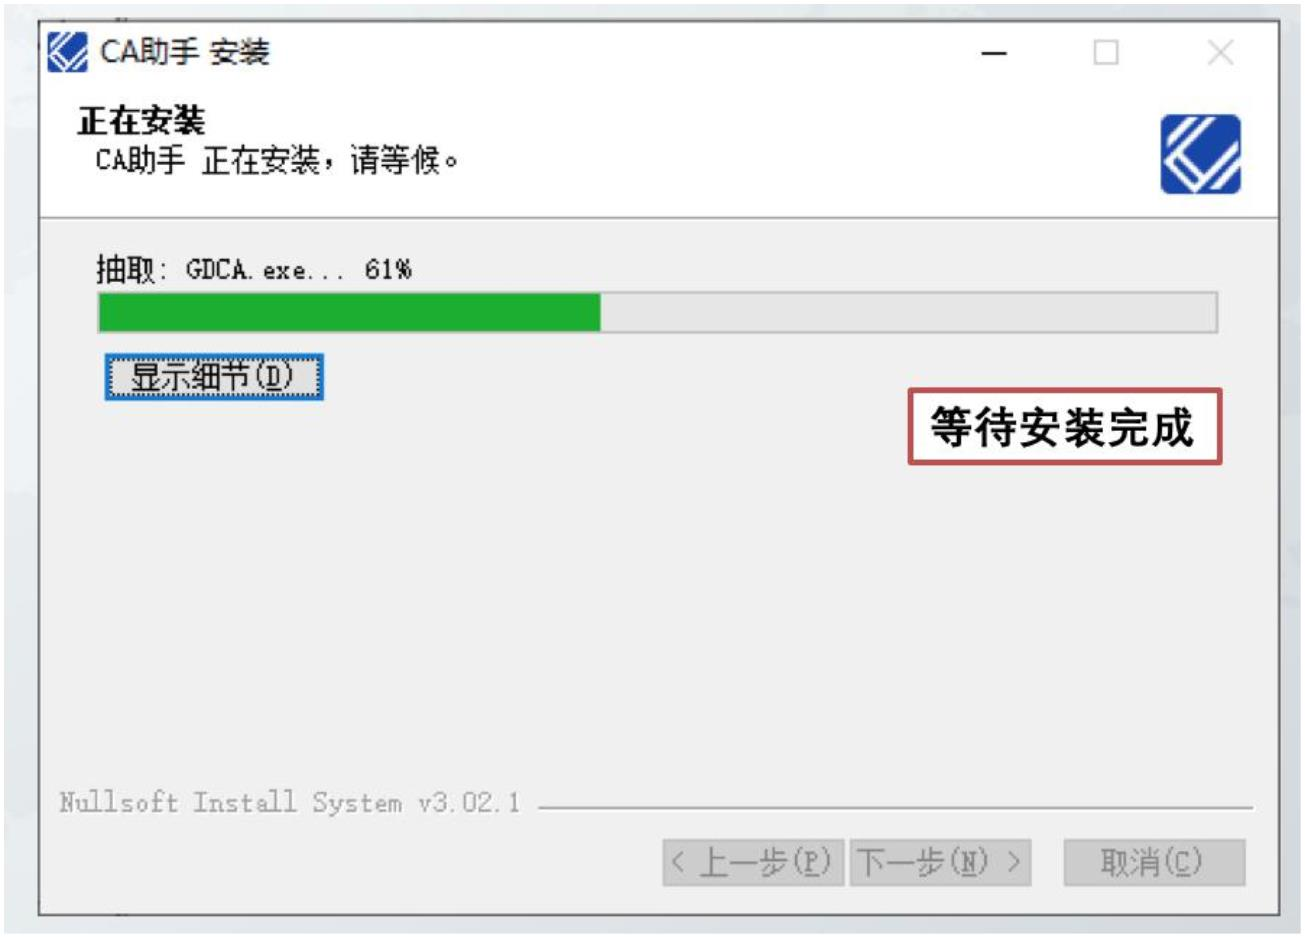 CA助手 安装
正在安装
CA助手 正在安装，请等候。
抽取: GDCA.exe... 61%
显示细节(D)
等待安装完成
Nullsoft Install System v3.02.1
< 上一步(P) 下一步(N) > 取消(C)